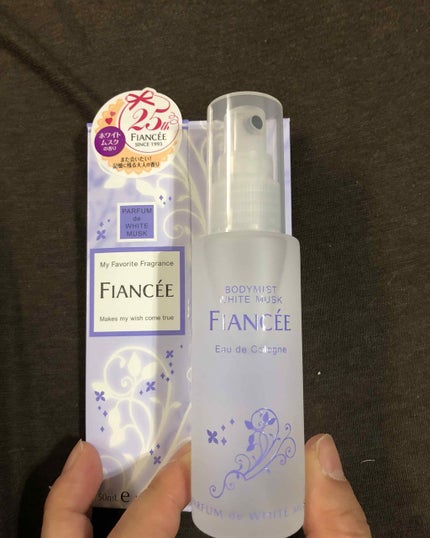 25th
FIANCÉE
SINCE 1993
ホワイト
ムスク
の香り
また会いたい!
記憶に残る大人の香り
PARFUM
de
WHITE
MUSK
My Favorite Fragrance
FIANCÉE
Makes my wish come true
50mL e
BODYMIST
WHITE MUSK
FIANCÉE
Eau de Cologne
PARFUM de WHITE MUS